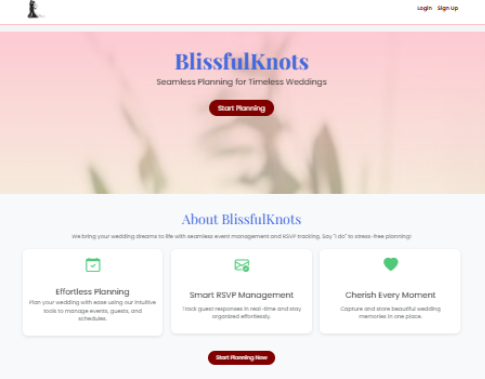 Login Sign Up
BlissfulKnots
Seamless Planning for Timeless Weddings
Start Planning
About BlissfulKnots
We bring your wedding dreams to life with seamless event management and RSVP tracking. Say "I do" to stress-free planning!
Effortless Planning
Plan your wedding with ease using our intuitive
tools to manage events, guests, and
schedules.
Smart RSVP Management
Track guest responses in real-time and stay
organized effortlessly.
Cherish Every Moment
Capture and store beautiful wedding
memories in one place.
Start Planning Now